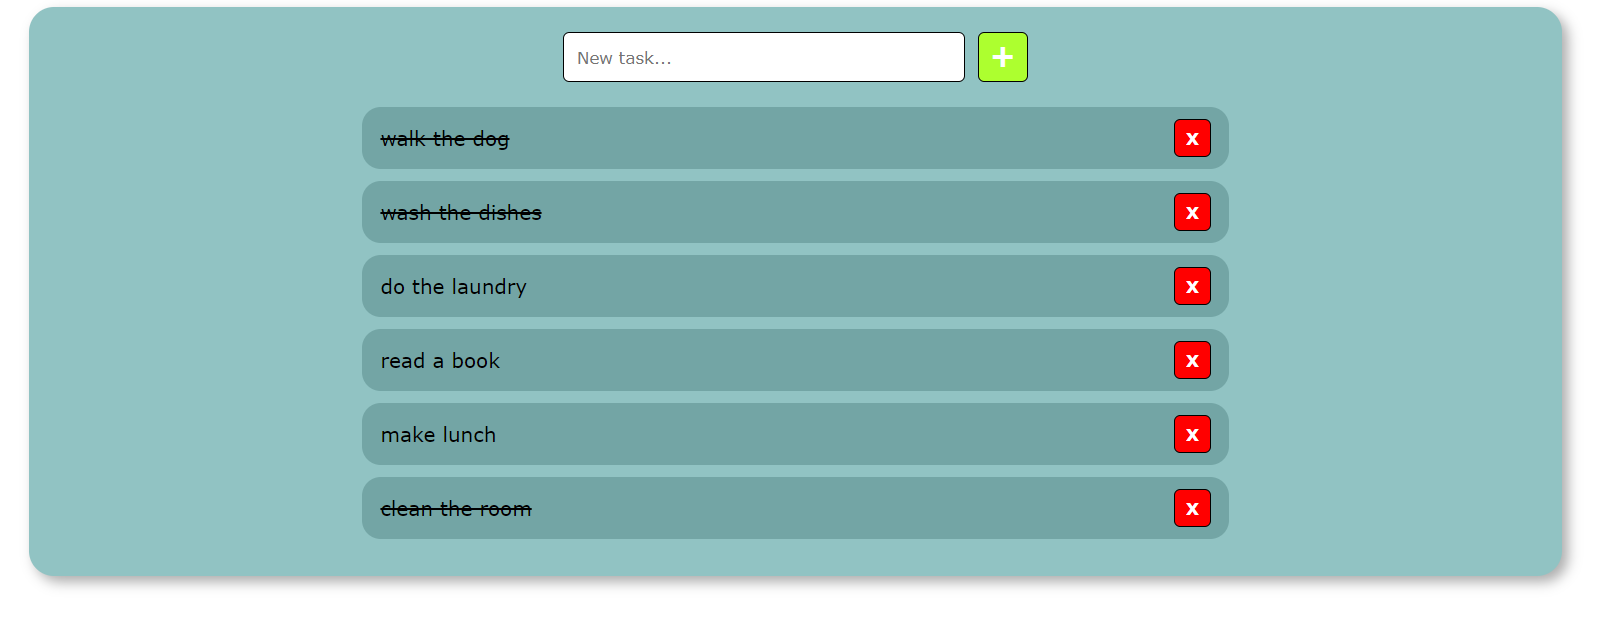 New task...
+
walk the dog
x
wash the dishes
x
do the laundry
x
read a book
x
make lunch
x
clean the room
x